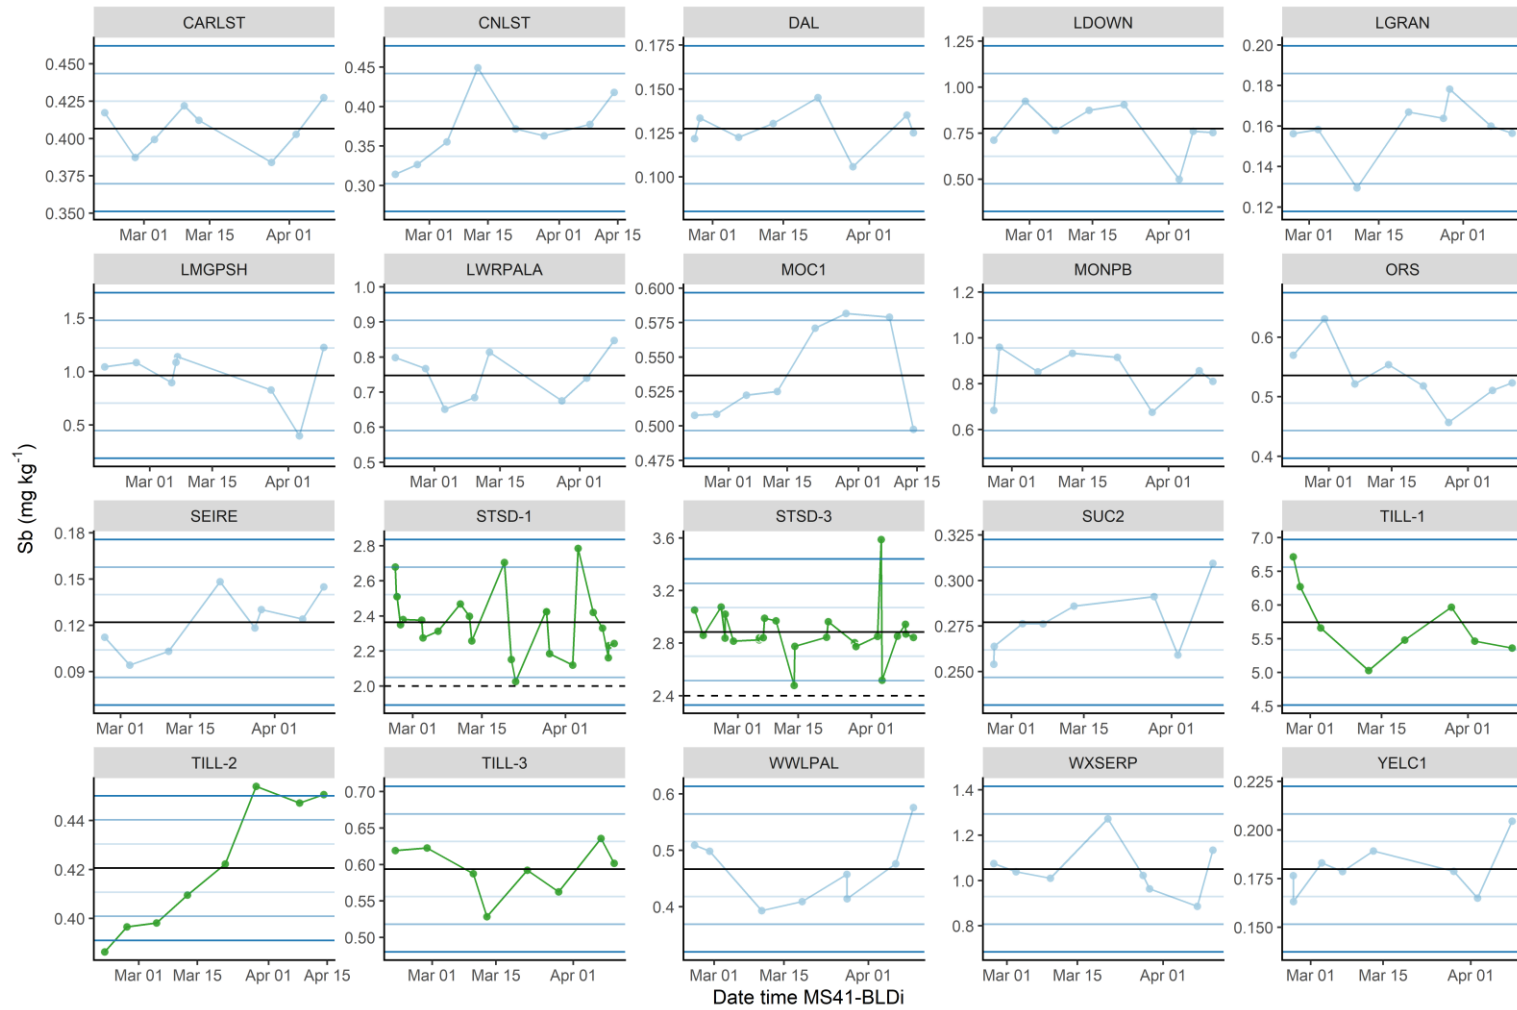 CARLST CNLST DAL LDOWN LGRAN
0.450 0.425 0.400 0.375 0.350
0.45 0.40 0.35 0.30
0.175 0.150 0.125 0.100
1.25 1.00 0.75 0.50
0.20 0.18 0.16 0.14 0.12
Mar 01 Mar 15 Apr 01
Mar 01 Mar 15 Apr 01 Apr 15
Mar 01 Mar 15 Apr 01
Mar 01 Mar 15 Apr 01
Mar 01 Mar 15 Apr 01
LMGPSH LWRPALA MOC1 MONPB ORS
1.5 1.0 0.5
1.0 0.9 0.8 0.7 0.6 0.5
0.600 0.575 0.550 0.525 0.500 0.475
1.2 1.0 0.8 0.6
0.6 0.5 0.4
Mar 01 Mar 15 Apr 01
Mar 01 Mar 15 Apr 01
Mar 01 Mar 15 Apr 01 Apr 15
Mar 01 Mar 15 Apr 01
Mar 01 Mar 15 Apr 01
Sb (mg kg⁻¹)
SEIRE STSD-1 STSD-3 SUC2 TILL-1
0.18 0.15 0.12 0.09
2.8 2.6 2.4 2.2 2.0
3.6 3.2 2.8 2.4
0.325 0.300 0.275 0.250
7.0 6.5 6.0 5.5 5.0 4.5
Mar 01 Mar 15 Apr 01
Mar 01 Mar 15 Apr 01
Mar 01 Mar 15 Apr 01
Mar 01 Mar 15 Apr 01
Mar 01 Mar 15 Apr 01
TILL-2 TILL-3 WWLPAL WXSERP YELC1
0.44 0.42 0.40
0.70 0.65 0.60 0.55 0.50
0.6 0.5 0.4
1.4 1.2 1.0 0.8
0.225 0.200 0.175 0.150
Mar 01 Mar 15 Apr 01 Apr 15
Mar 01 Mar 15 Apr 01
Mar 01 Mar 15 Apr 01
Mar 01 Mar 15 Apr 01
Mar 01 Mar 15 Apr 01
Date time MS41-BLDi